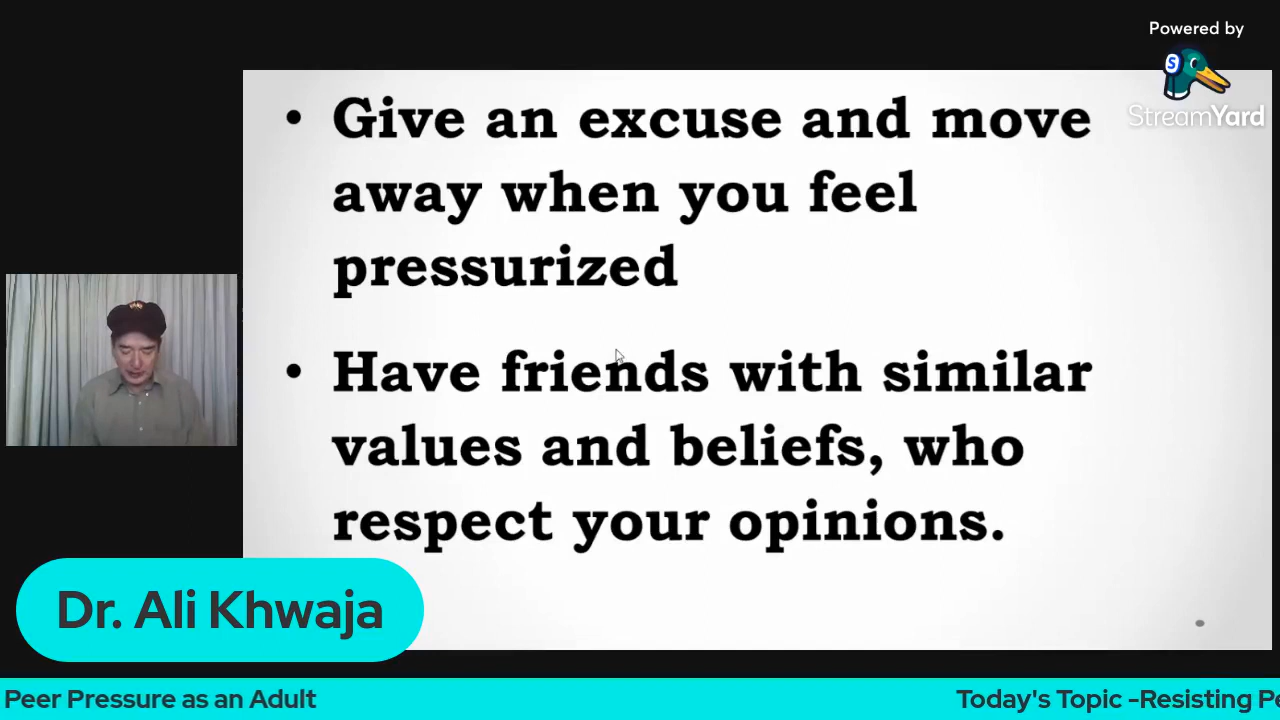 Powered by
StreamYard
• Give an excuse and move
away when you feel
pressurized
• Have friends with similar
values and beliefs, who
respect your opinions.
Dr. Ali Khwaja
Peer Pressure as an Adult
Today's Topic -Resisting Pe